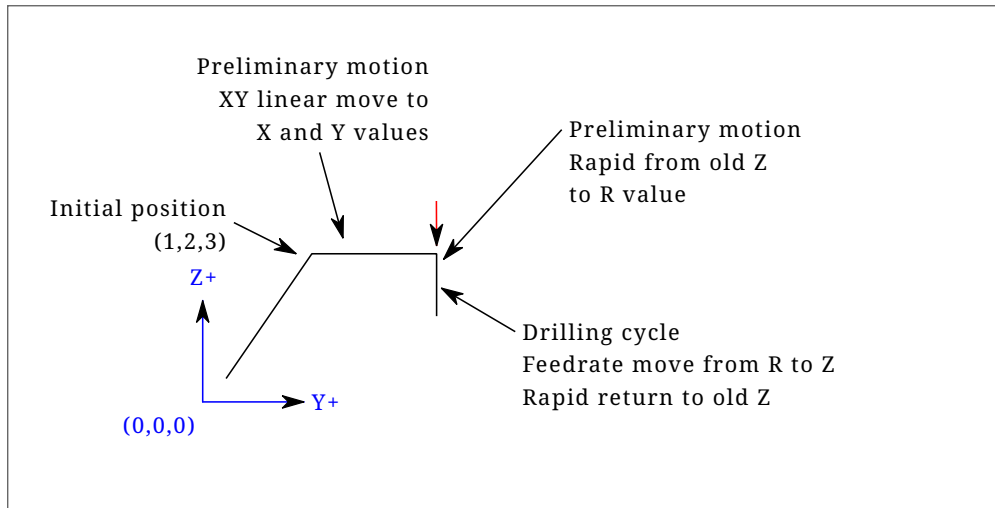 Preliminary motion
XY linear move to
X and Y values
Preliminary motion
Rapid from old Z
to R value
Initial position
(1,2,3)
Z+
Y+
(0,0,0)
Drilling cycle
Feedrate move from R to Z
Rapid return to old Z